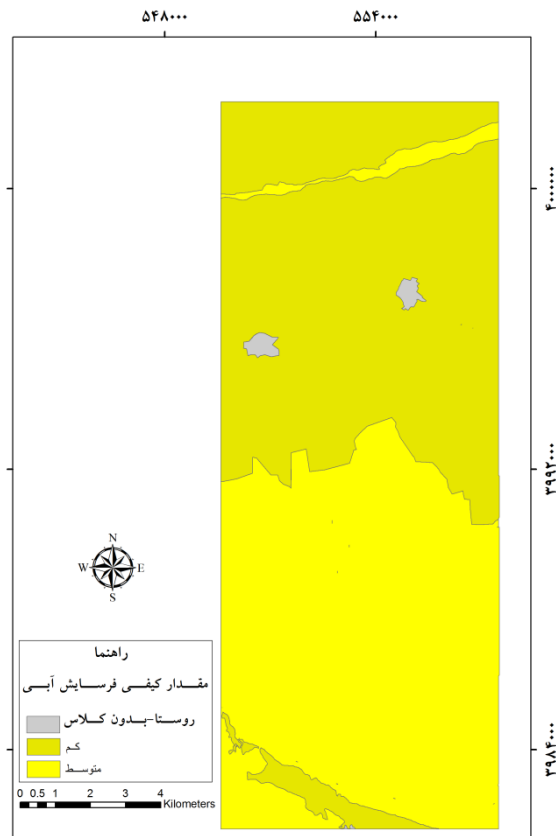 ۵۴۸۰۰۰ ۵۵۴۰۰۰
۴۰۰۰۰۰۰
۳۹۹۲۰۰۰
۳۹۸۴۰۰۰
N
W E
S
راهنما
مقدار کیفی فرسایش آبی
روستا-بدون کلاس
کم
متوسط
0 0.5 1 2 3 4
Kilometers